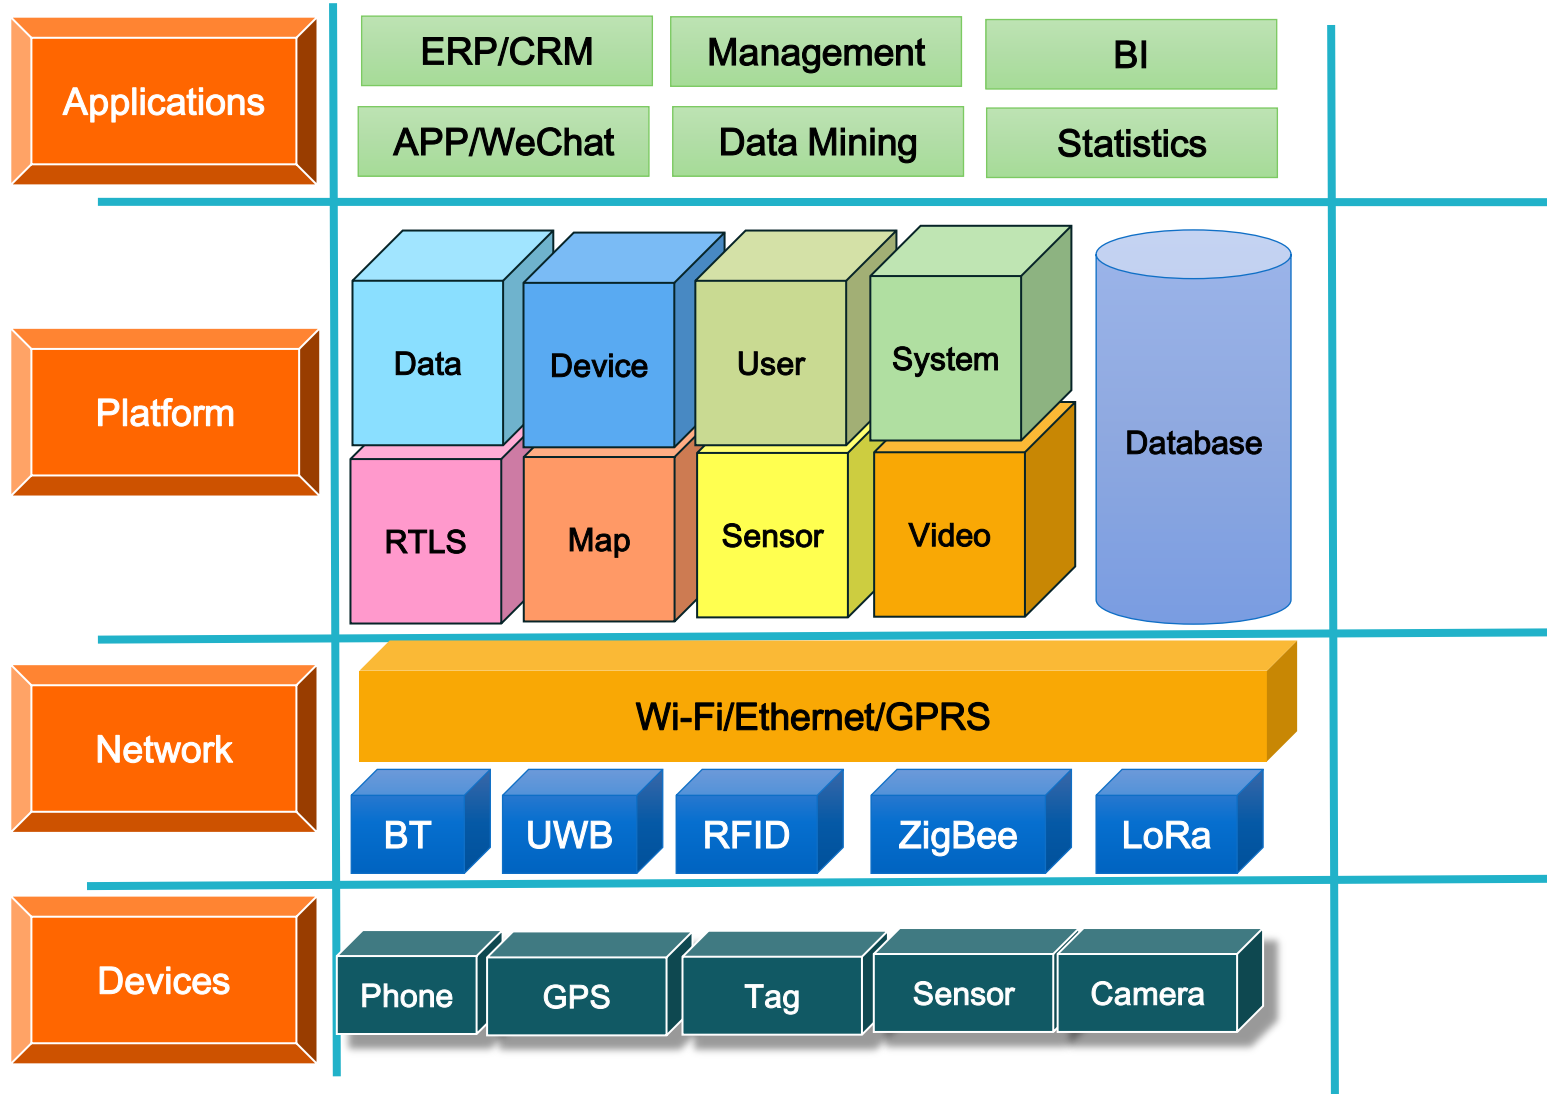 Applications
ERP/CRM
Management
BI
APP/WeChat
Data Mining
Statistics
Platform
Data
Device
User
System
Database
RTLS
Map
Sensor
Video
Network
Wi-Fi/Ethernet/GPRS
BT
UWB
RFID
ZigBee
LoRa
Devices
Phone
GPS
Tag
Sensor
Camera